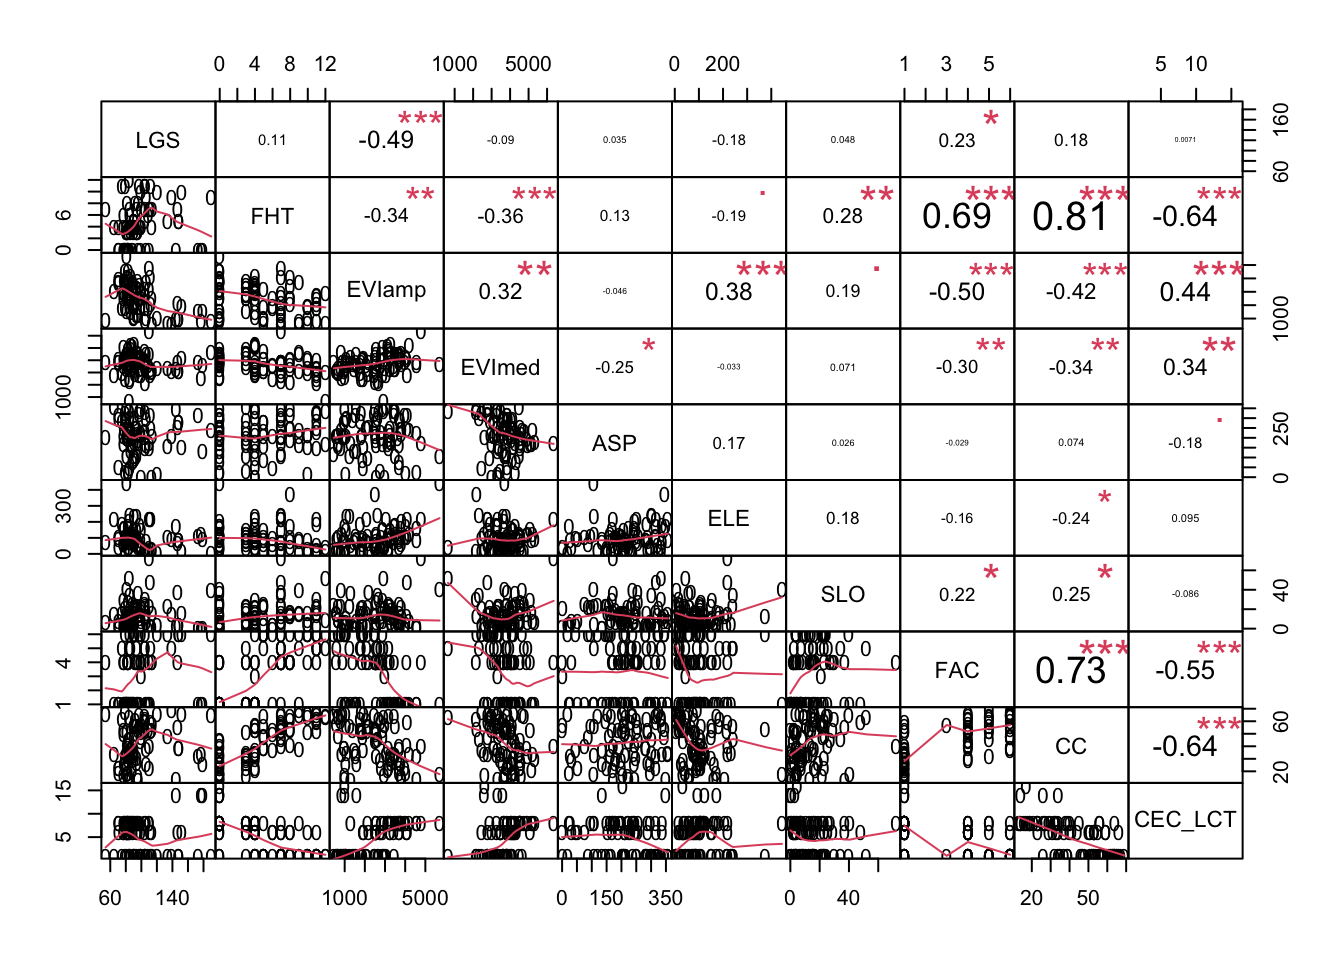 0 4 8 12 1000 5000 0 200 1 3 5 5 10
LGS 0.11 *** -0.49 -0.09 0.035 -0.18 0.048 * 0.23 0.18 0.0071 60 160
0 6 FHT ** -0.34 *** -0.36 0.13 . -0.19 ** 0.28 *** 0.69 *** 0.81 *** -0.64
EVIamp ** 0.32 -0.046 *** 0.38 . 0.19 *** -0.50 *** -0.42 *** 0.44 1000
1000 EVImed * -0.25 -0.033 0.071 ** -0.30 ** -0.34 ** 0.34
ASP 0.17 0.026 -0.029 0.074 . -0.18 0 250
0 300 ELE 0.18 -0.16 * -0.24 0.095
SLO * 0.22 * 0.25 -0.086 0 40
1 4 FAC *** 0.73 *** -0.55
CC *** -0.64 20 60
5 15 CEC_LCT
60 140 1000 5000 0 150 350 0 40 20 50